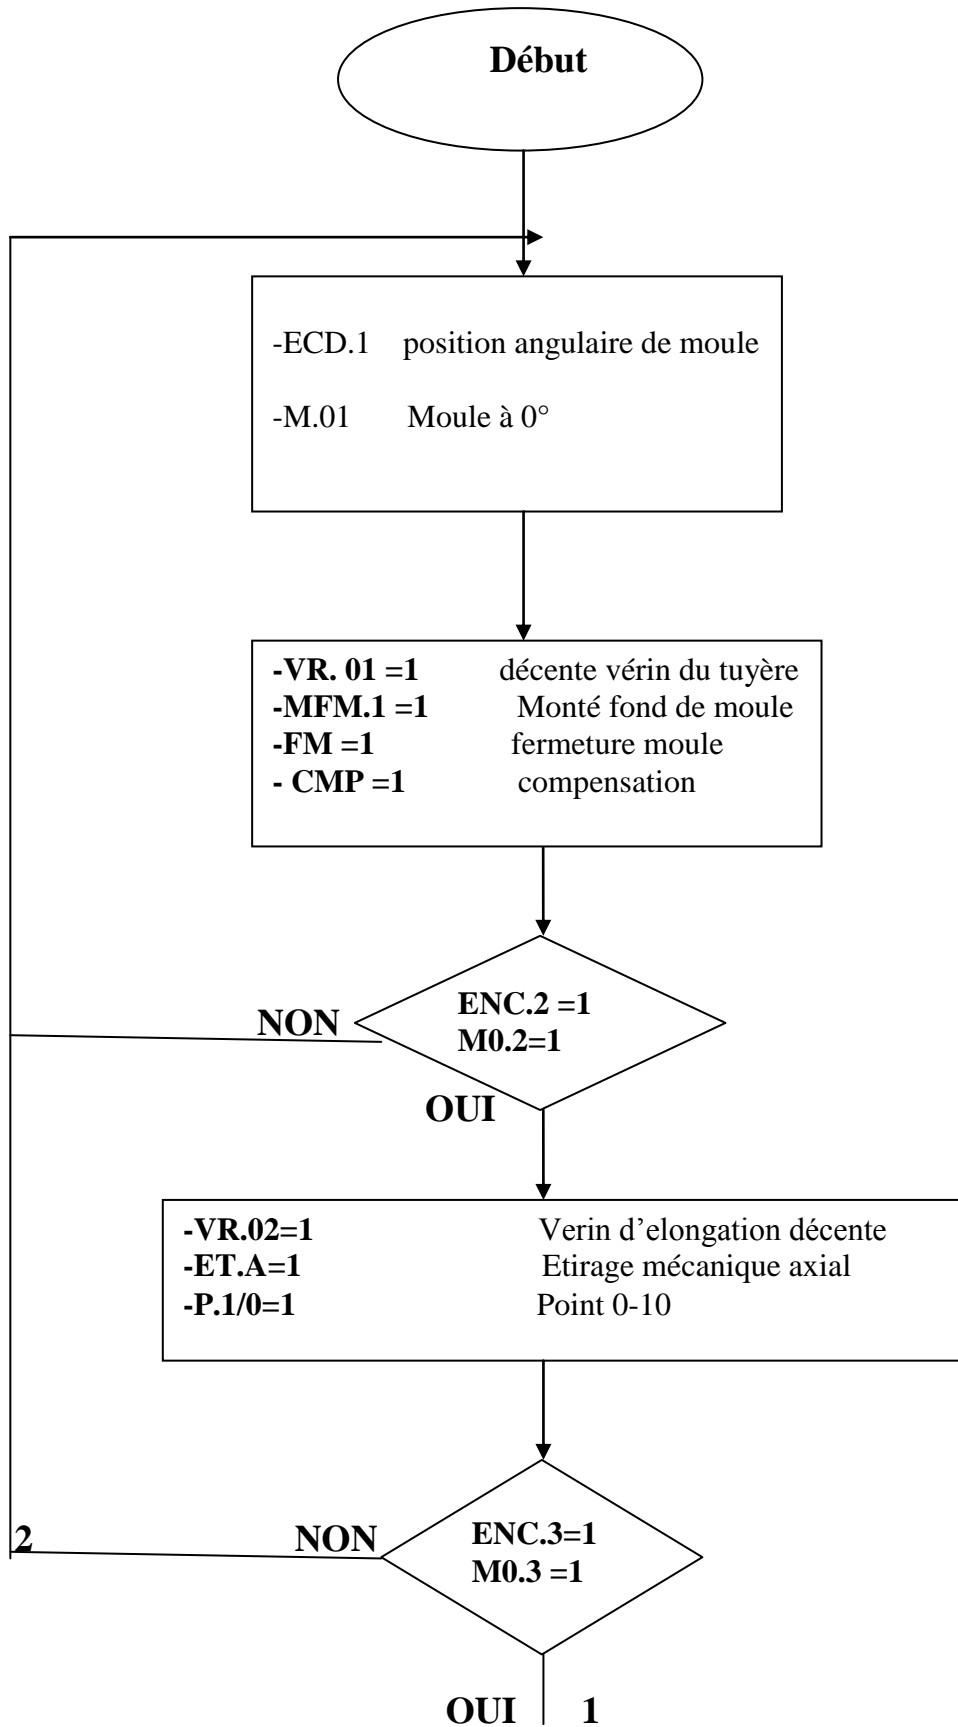 Début
-ECD.1 position angulaire de moule
-M.01 Moule à 0°
-VR. 01 =1 décente vérin du tuyère
-MFM.1 =1 Monté fond de moule
-FM =1 fermeture moule
- CMP =1 compensation
ENC.2 =1
NON
M0.2=1
OUI
-VR.02=1 Verin d’elongation décente
-ET.A=1 Etirage mécanique axial
-P.1/0=1 Point 0-10
ENC.3=1
2 NON
M0.3 =1
OUI 1